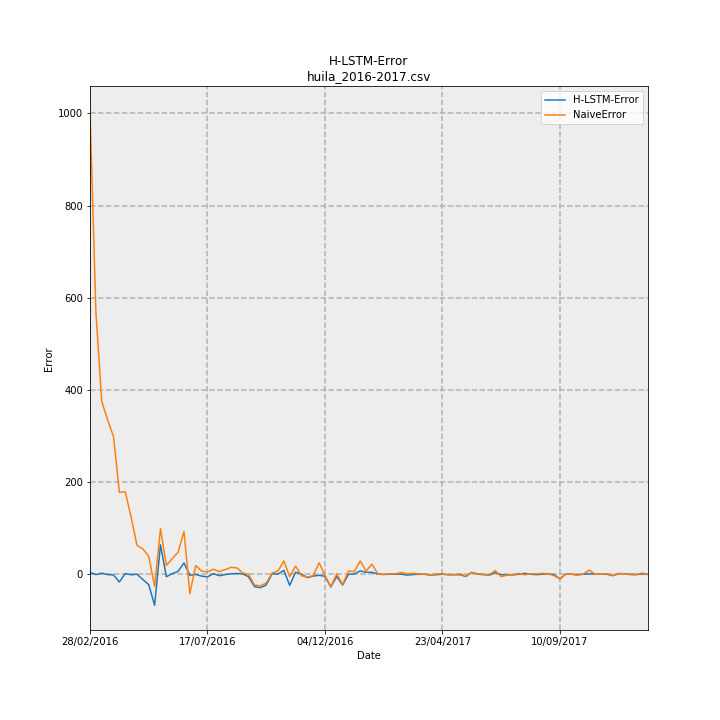 H-LSTM-Error
huila_2016-2017.csv
H-LSTM-Error
NaiveError
1000
800
600
400
200
0
Error
28/02/2016
17/07/2016
04/12/2016
23/04/2017
10/09/2017
Date